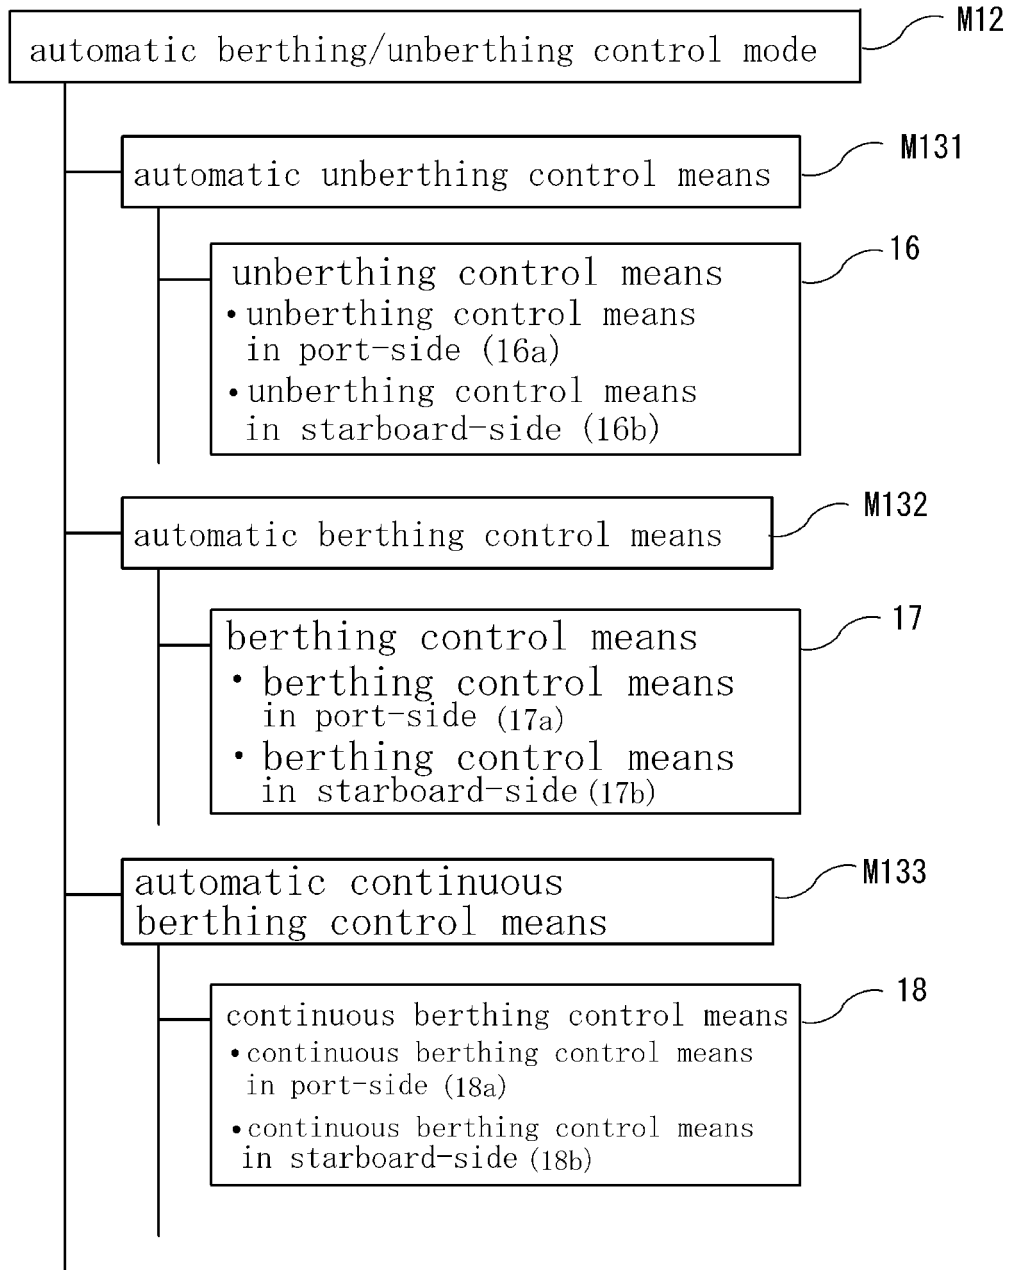 M12
automatic berthing/unberthing control mode
M131
automatic unberthing control means
16
unberthing control means
•unberthing control means
in port-side (16a)
•unberthing control means
in starboard-side (16b)
M132
automatic berthing control means
17
berthing control means
• berthing control means
in port-side (17a)
• berthing control means
in starboard-side (17b)
M133
automatic continuous
berthing control means
18
continuous berthing control means
•continuous berthing control means
in port-side (18a)
•continuous berthing control means
in starboard-side (18b)